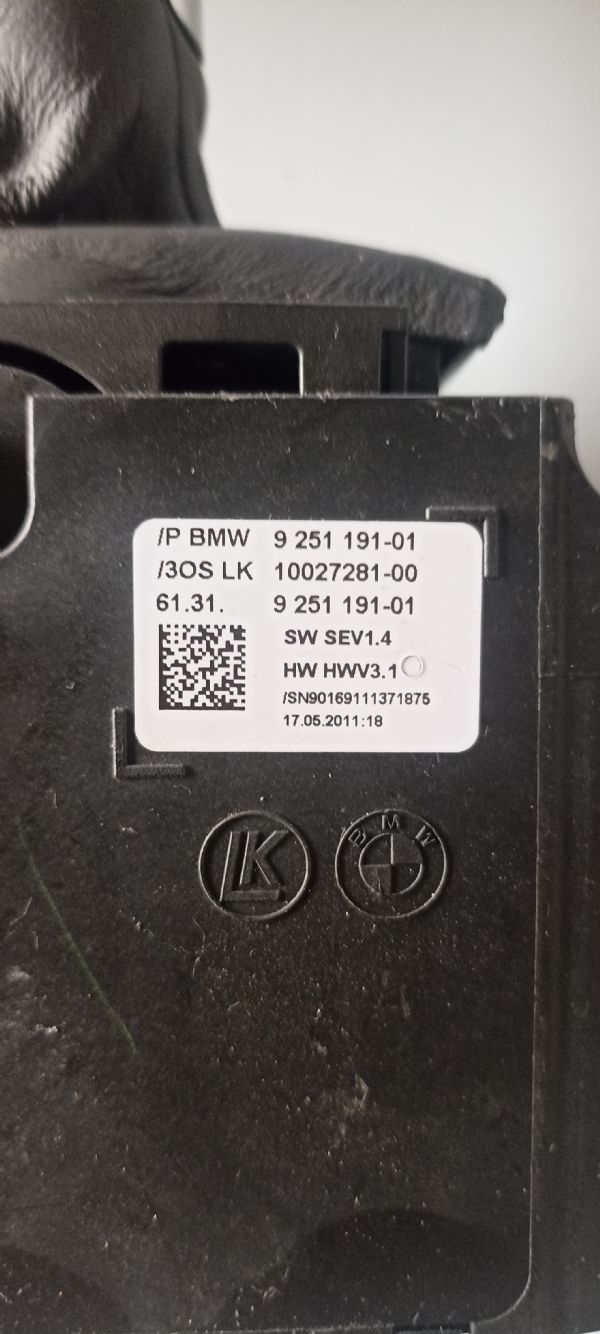 /P BMW 9 251 191-01
/3OS LK 10027281-00
61.31. 9 251 191-01
SW SEV1.4
HW HWV3.1
/SN90169111371875
17.05.2011:18
LK
BMW